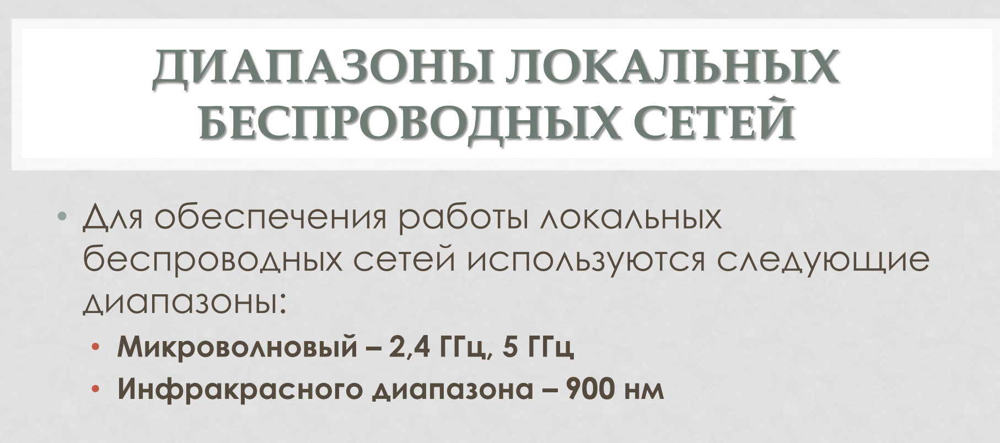 ДИАПАЗОНЫ ЛОКАЛЬНЫХ
БЕСПРОВОДНЫХ СЕТЕЙ
• Для обеспечения работы локальных
беспроводных сетей используются следующие
диапазоны:
• Микроволновый – 2,4 ГГц, 5 ГГц
• Инфракрасного диапазона – 900 нм